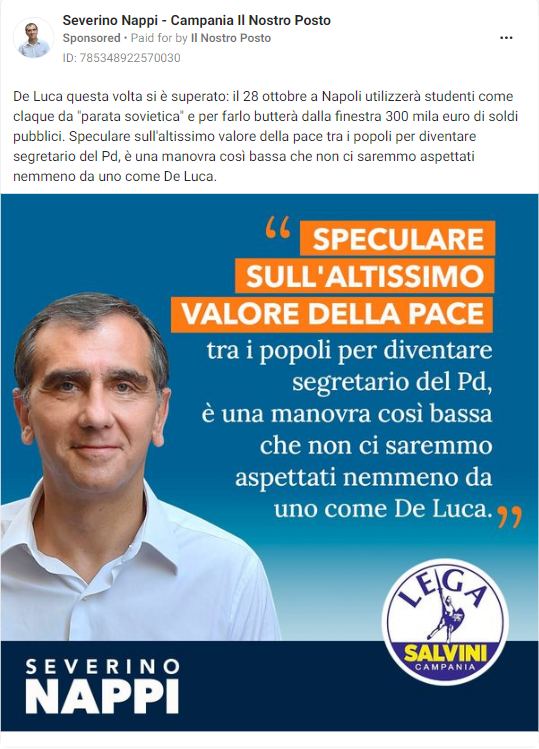 Severino Nappi - Campania Il Nostro Posto
Sponsored • Paid for by Il Nostro Posto
ID: 785348922570030
De Luca questa volta si è superato: il 28 ottobre a Napoli utilizzerà studenti come
claque da "parata sovietica" e per farlo butterà dalla finestra 300 mila euro di soldi
pubblici. Speculare sull'altissimo valore della pace tra i popoli per diventare
segretario del Pd, è una manovra così bassa che non ci saremmo aspettati
nemmeno da uno come De Luca.
“ SPECULARE
SULL'ALTISSIMO
VALORE DELLA PACE
tra i popoli per diventare
segretario del Pd,
è una manovra così bassa
che non ci saremmo
aspettati nemmeno da
uno come De Luca. ”
LEGA
SALVINI
CAMPANIA
SEVERINO
NAPPI